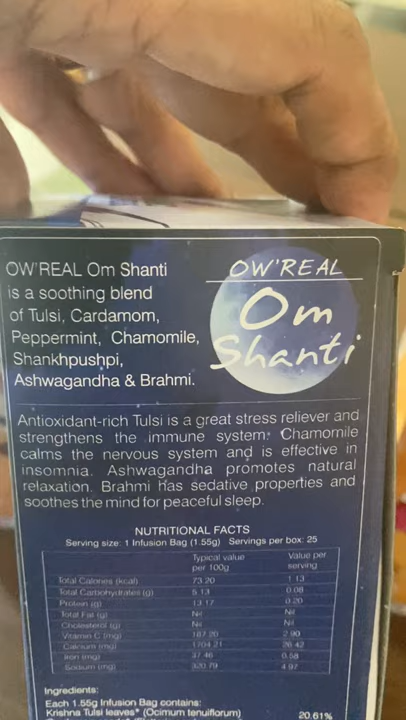 OW'REAL Om Shanti
is a soothing blend
of Tulsi, Cardamom,
Peppermint, Chamomile,
Shankhpushpi,
Ashwagandha & Brahmi.
OW'REAL
Om
Shanti
Antioxidant-rich Tulsi is a great stress reliever and
strengthens the immune system. Chamomile
calms the nervous system and is effective in
insomnia. Ashwagandha promotes natural
relaxation. Brahmi has sedative properties and
soothes the mind for peaceful sleep.
NUTRITIONAL FACTS
Serving size: 1 Infusion Bag (1.55g) Servings per box: 25
Typical value per 100g Value per serving
Total Calories (kcal) 73.20 1.13
Total Carbohydrates (g) 5.13 0.08
Protein (g) 13.17 0.20
Total Fat (g) Nil Nil
Cholesterol (g) Nil Nil
Vitamin C (mg) 187.20 2.90
Calcium (mg) 1704.21 26.42
Iron (mg) 37.46 0.58
Sodium (mg) 320.79 4.97
Ingredients:
Each 1.55g Infusion Bag contains:
Krishna Tulsi leaves* (Ocimum tenuiflorum) 20.61%